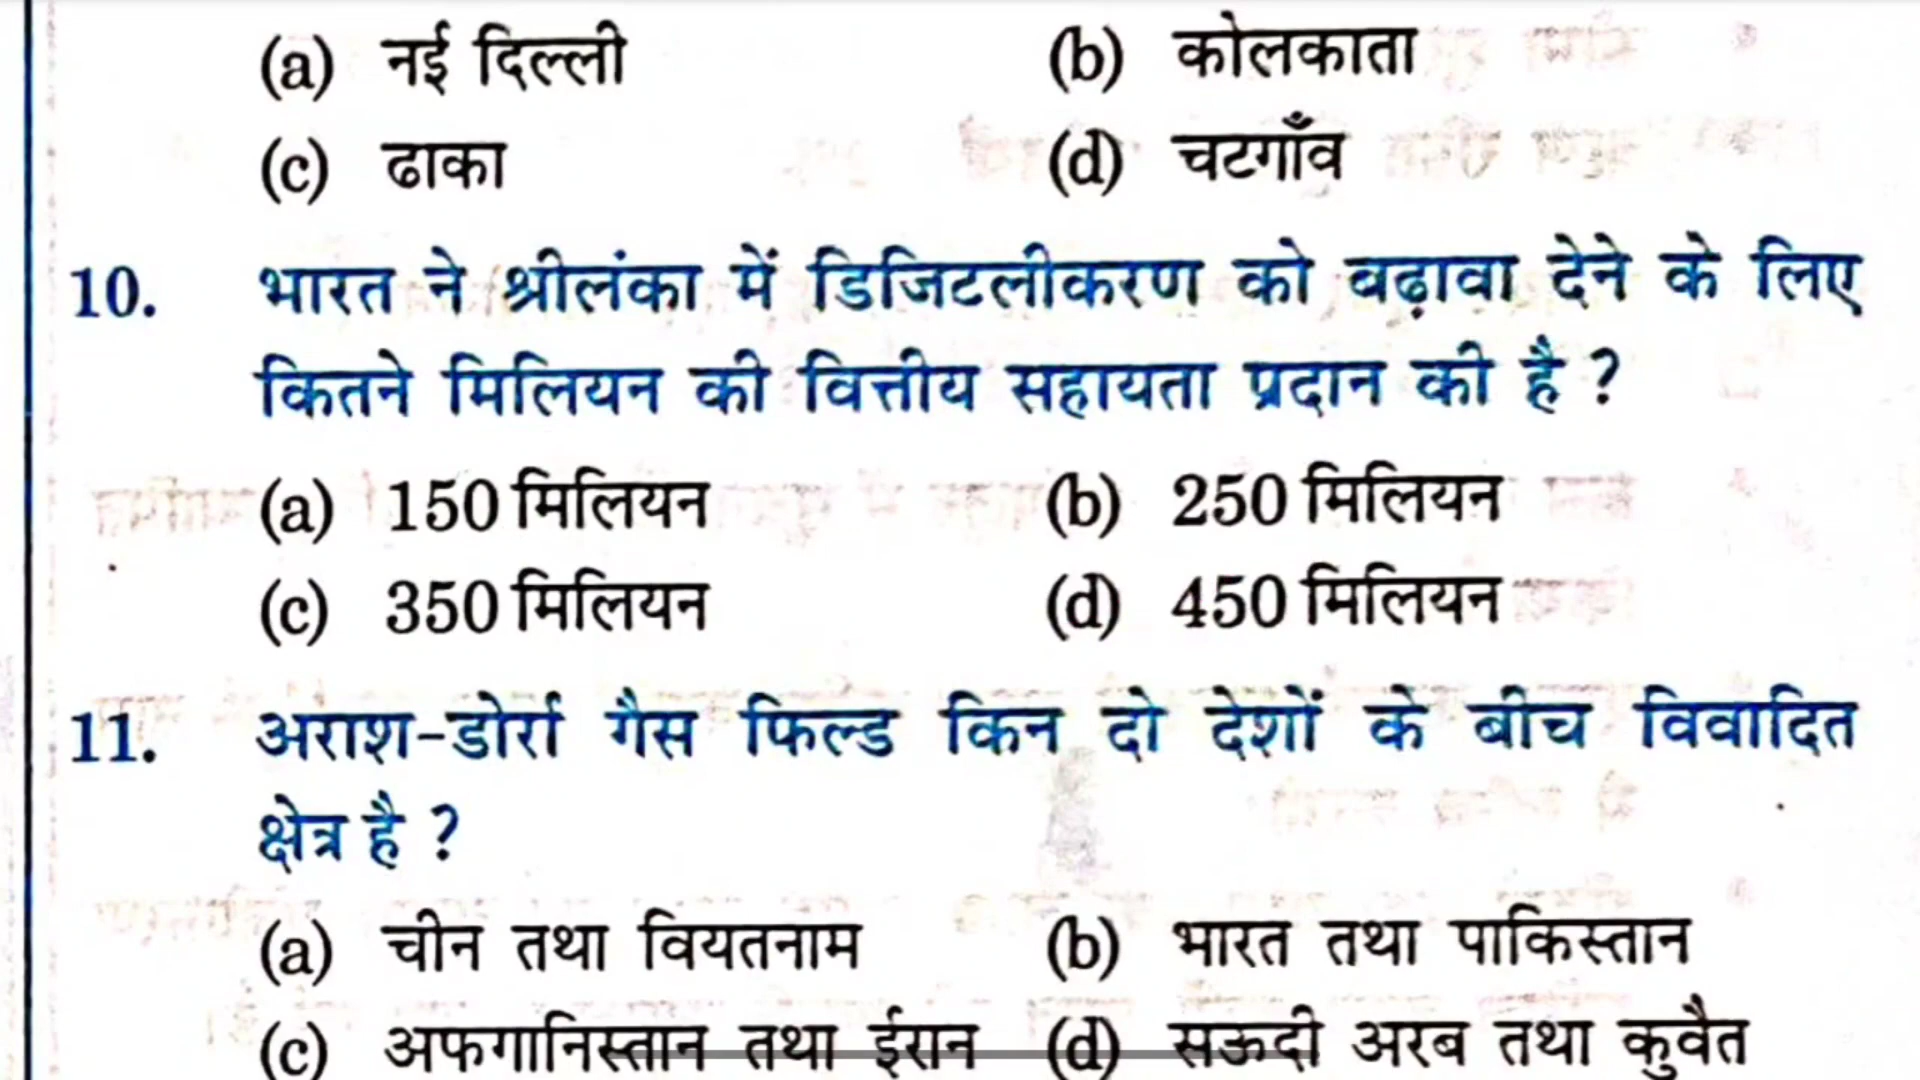 (a) नई दिल्ली (b) कोलकाता
(c) ढाका (d) चटगाँव
10. भारत ने श्रीलंका में डिजिटलीकरण को बढ़ावा देने के लिए
कितने मिलियन की वित्तीय सहायता प्रदान की है ?
(a) 150 मिलियन (b) 250 मिलियन
(c) 350 मिलियन (d) 450 मिलियन
11. अराश-डोर्रा गैस फिल्ड किन दो देशों के बीच विवादित
क्षेत्र है ?
(a) चीन तथा वियतनाम (b) भारत तथा पाकिस्तान
(c) अफगानिस्तान तथा ईरान (d) सऊदी अरब तथा कुवैत